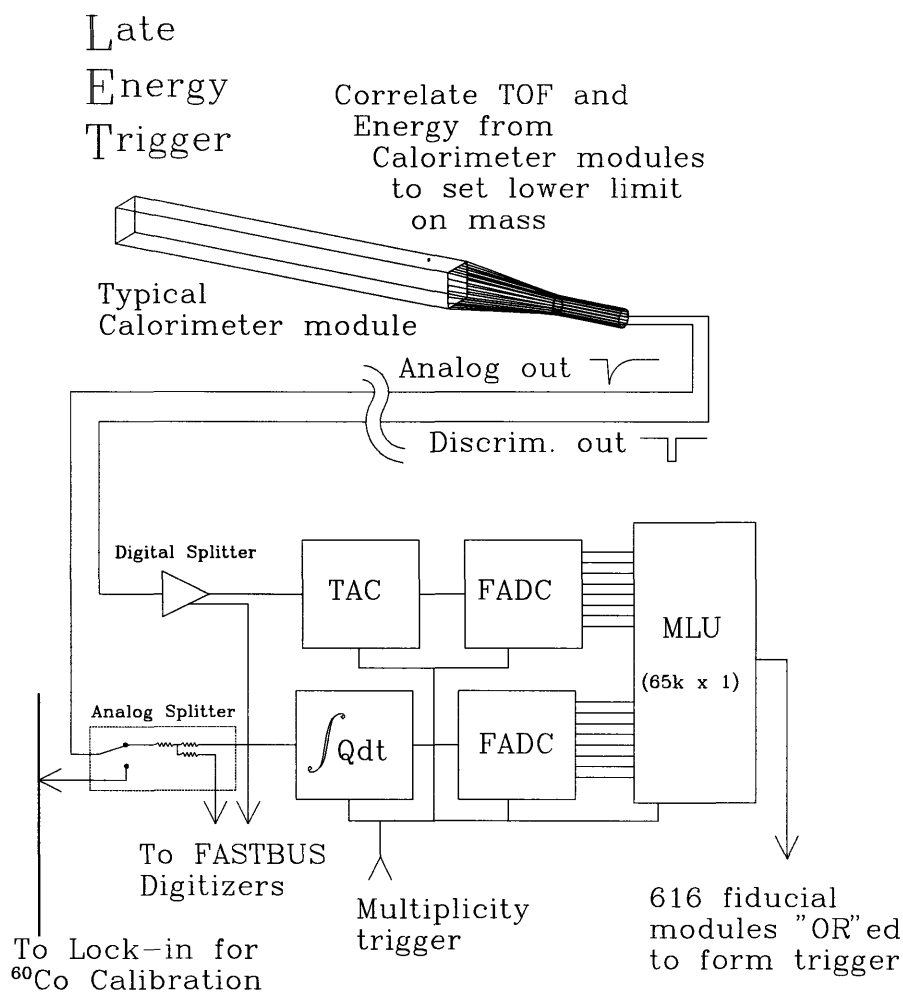 Late
Energy
Trigger
Correlate TOF and
Energy from
Calorimeter modules
to set lower limit
on mass
Typical
Calorimeter module
Analog out
Discrim. out
Digital Splitter
TAC
FADC
MLU
(65k x 1)
Analog Splitter
∫Qdt
FADC
To FASTBUS
Digitizers
Multiplicity
trigger
616 fiducial
modules "OR"ed
to form trigger
To Lock-in for
⁶⁰Co Calibration